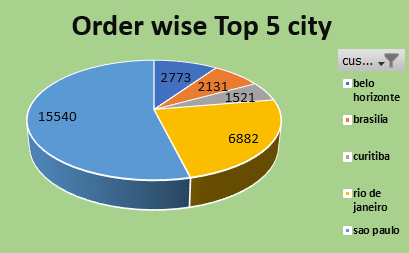 Order wise Top 5 city
cus...
2773
2131
1521
6882
15540
belo
horizonte
brasilia
curitiba
rio de
janeiro
sao paulo